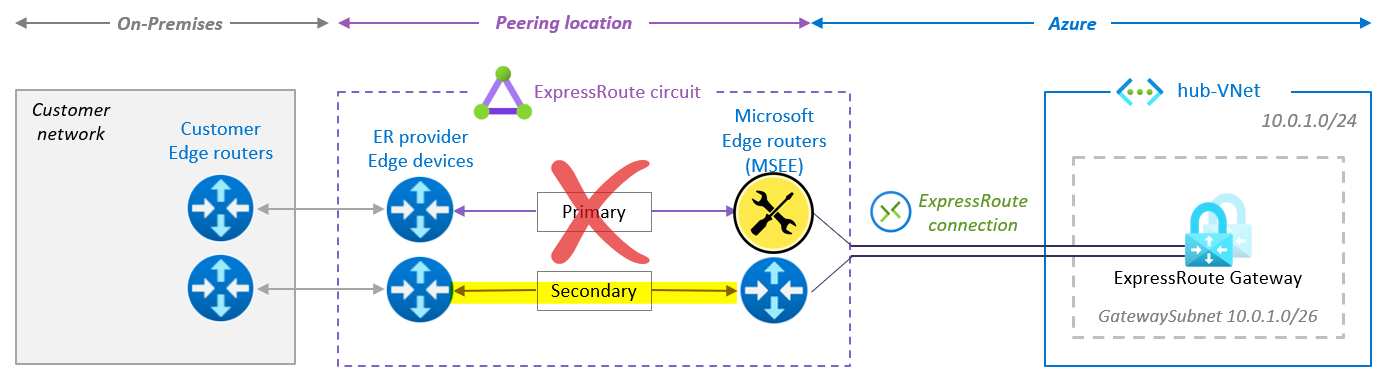 On-Premises
Peering location
Azure
Customer
network
Customer
Edge routers
ExpressRoute circuit
ER provider
Edge devices
Microsoft
Edge routers
(MSEE)
Primary
Secondary
ExpressRoute
connection
hub-VNet
10.0.1.0/24
ExpressRoute Gateway
GatewaySubnet 10.0.1.0/26